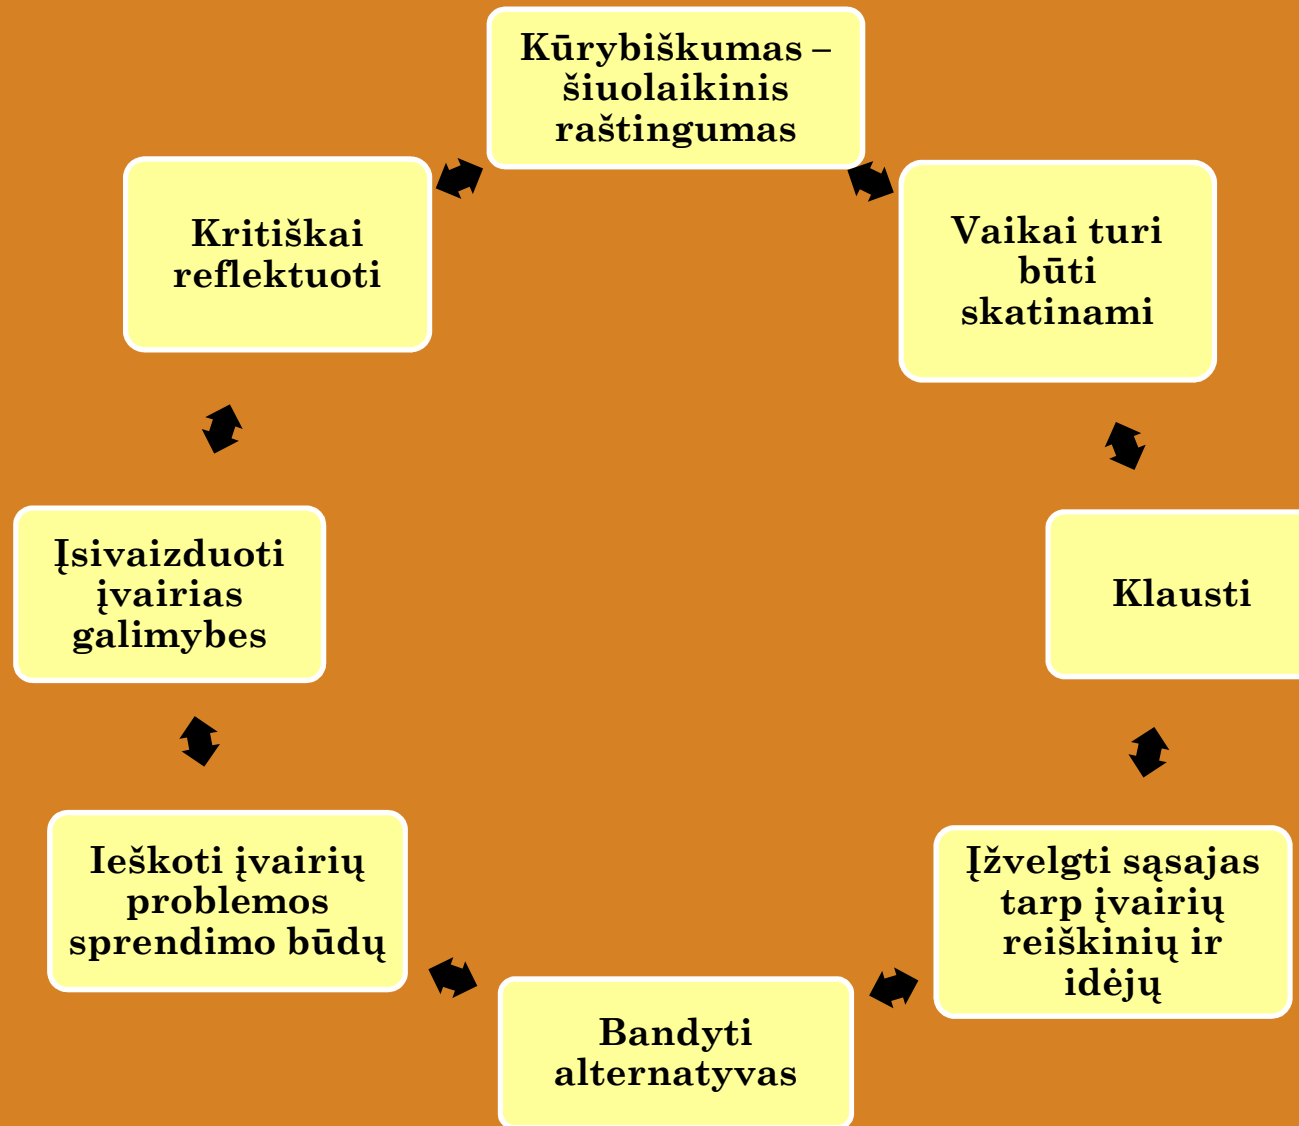 Kūrybiškumas –
šiuolaikinis
raštingumas
Vaikai turi
būti
skatinami
Klausti
Įžvelgti sąsajas
tarp įvairių
reiškinių ir
idėjų
Bandyti
alternatyvas
Ieškoti įvairių
problemos
sprendimo būdų
Įsivaizduoti
įvairias
galimybes
Kritiškai
reflektuoti